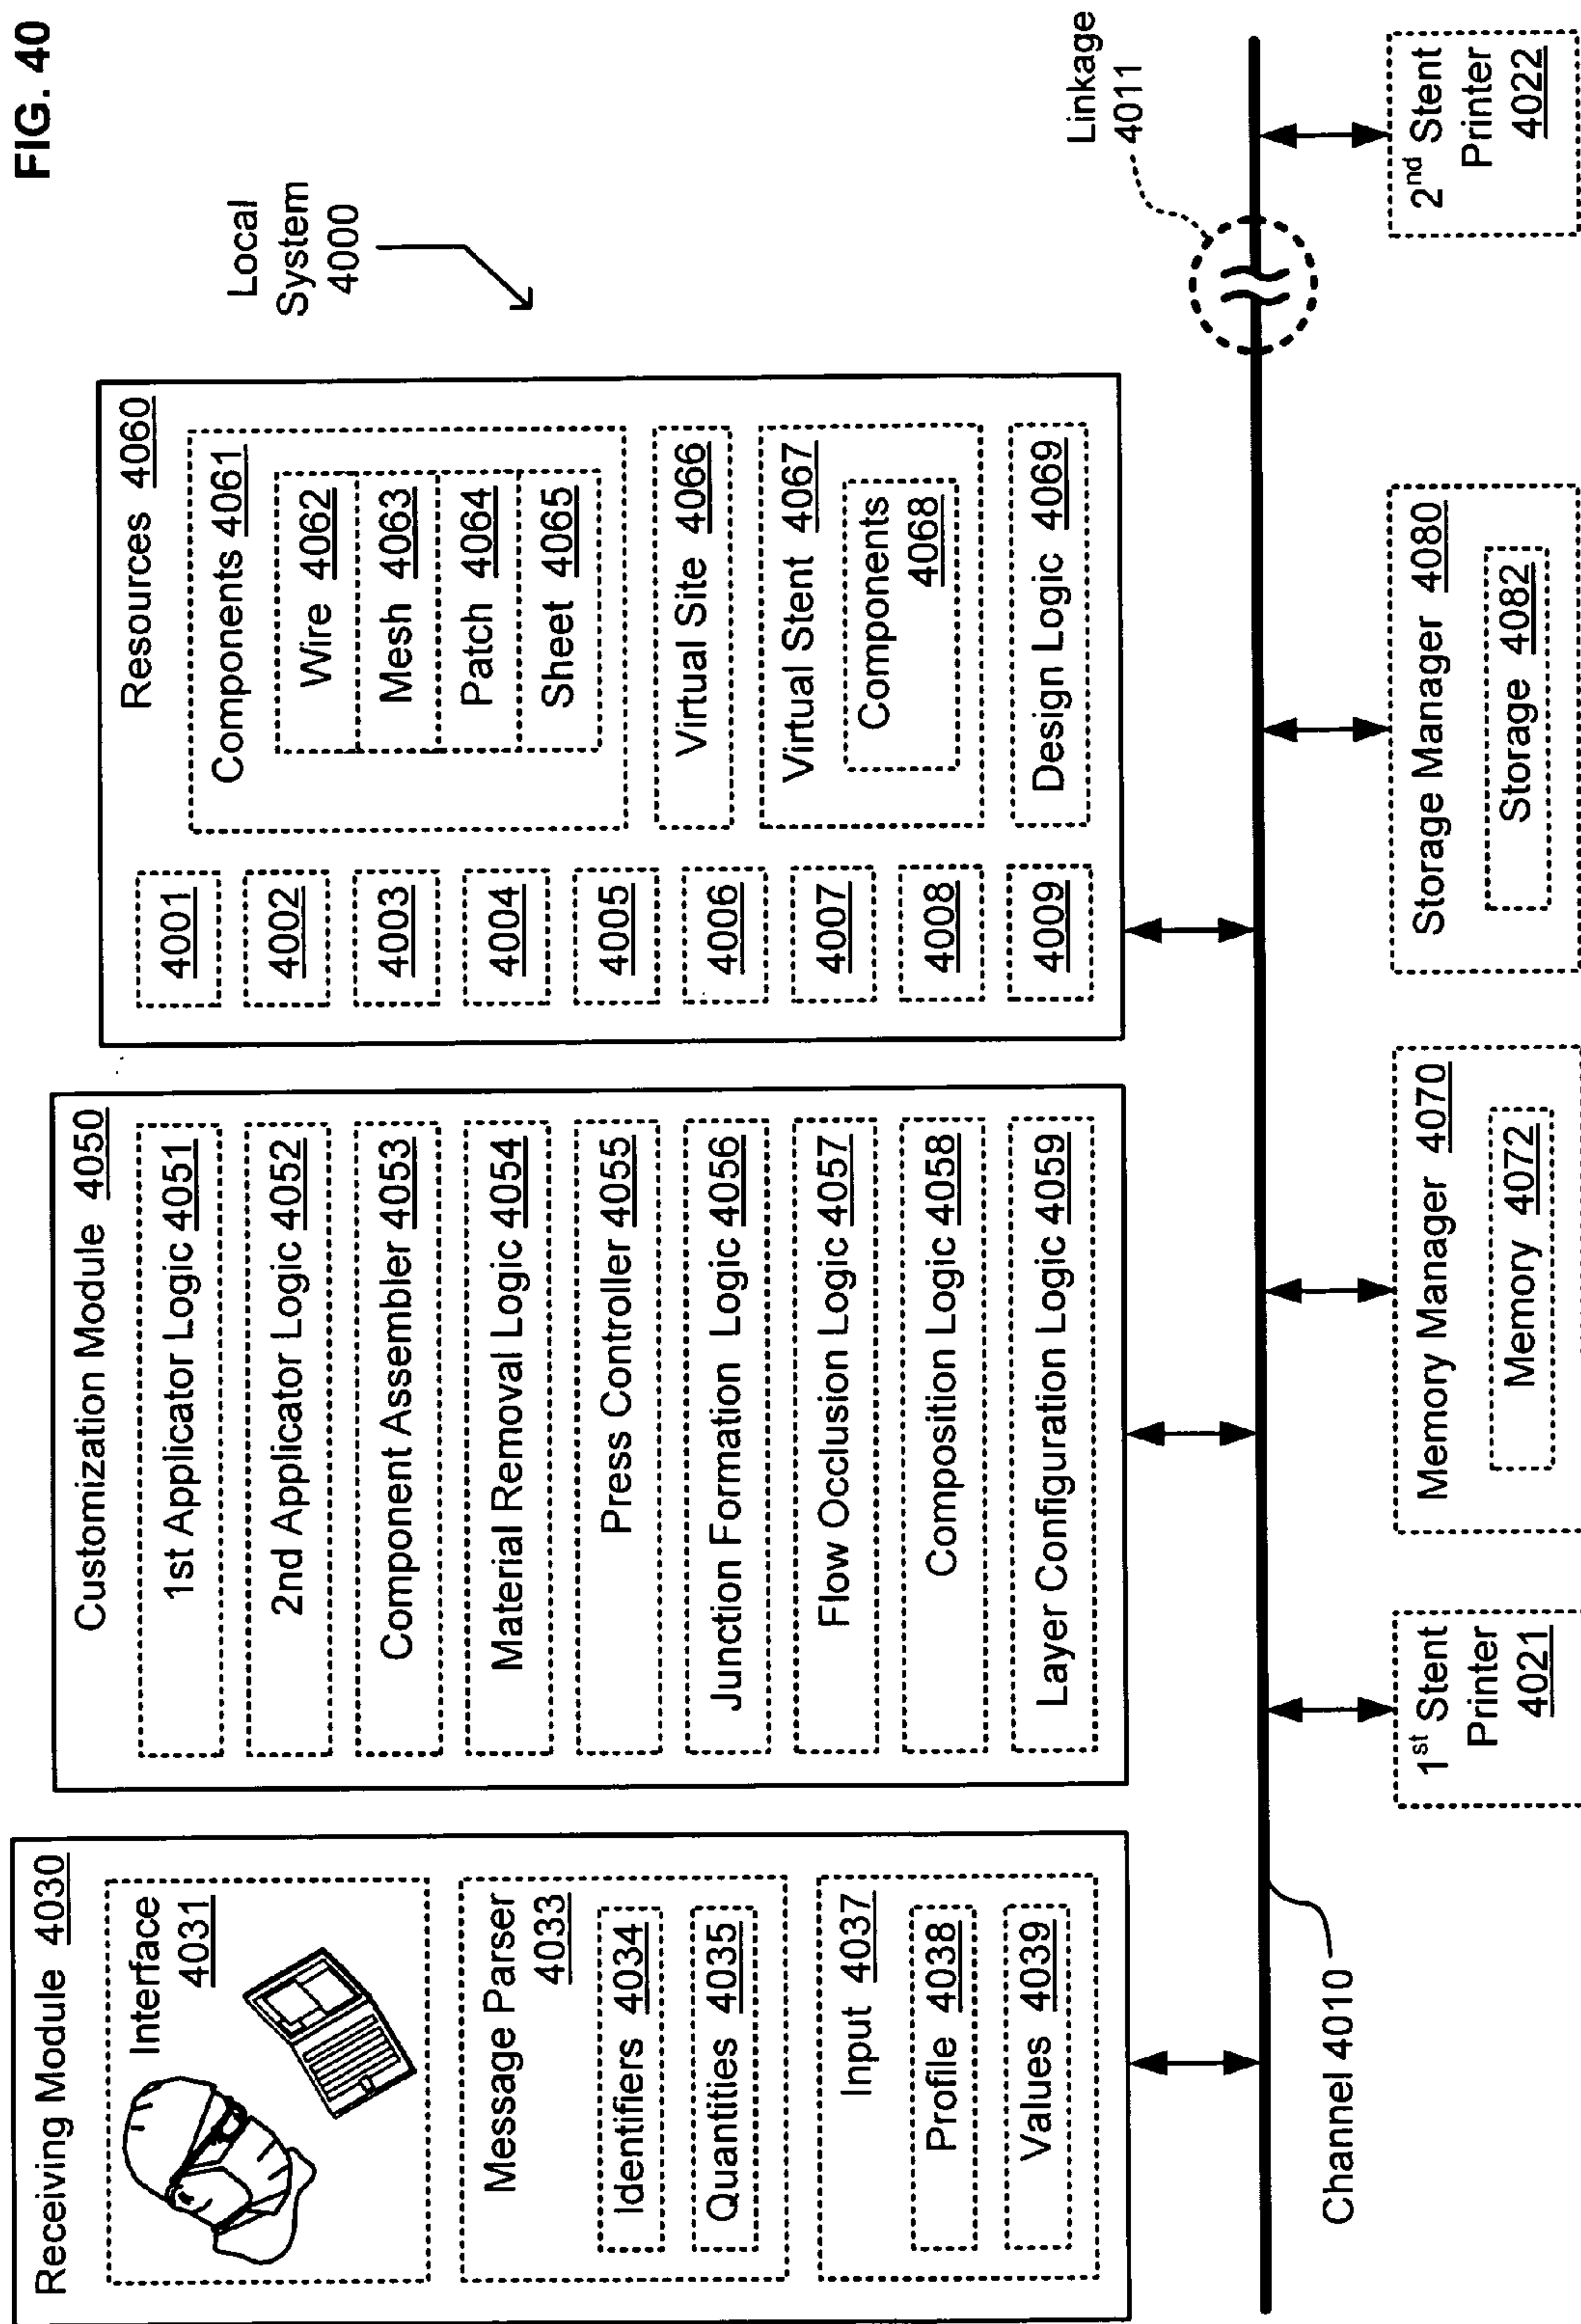 FIG. 40
Local
System
4000
Receiving Module 4030
Interface
4031
Message Parser
4033
Identifiers 4034
Quantities 4035
Input 4037
Profile 4038
Values 4039
Customization Module 4050
1st Applicator Logic 4051
2nd Applicator Logic 4052
Component Assembler 4053
Material Removal Logic 4054
Press Controller 4055
Junction Formation Logic 4056
Flow Occlusion Logic 4057
Composition Logic 4058
Layer Configuration Logic 4059
Resources 4060
4001
4002
4003
4004
4005
4006
4007
4008
4009
Components 4061
Wire 4062
Mesh 4063
Patch 4064
Sheet 4065
Virtual Site 4066
Virtual Stent 4067
Components
4068
Design Logic 4069
Linkage
4011
Channel 4010
1st Stent
Printer
4021
Memory Manager 4070
Memory 4072
Storage Manager 4080
Storage 4082
2nd Stent
Printer
4022